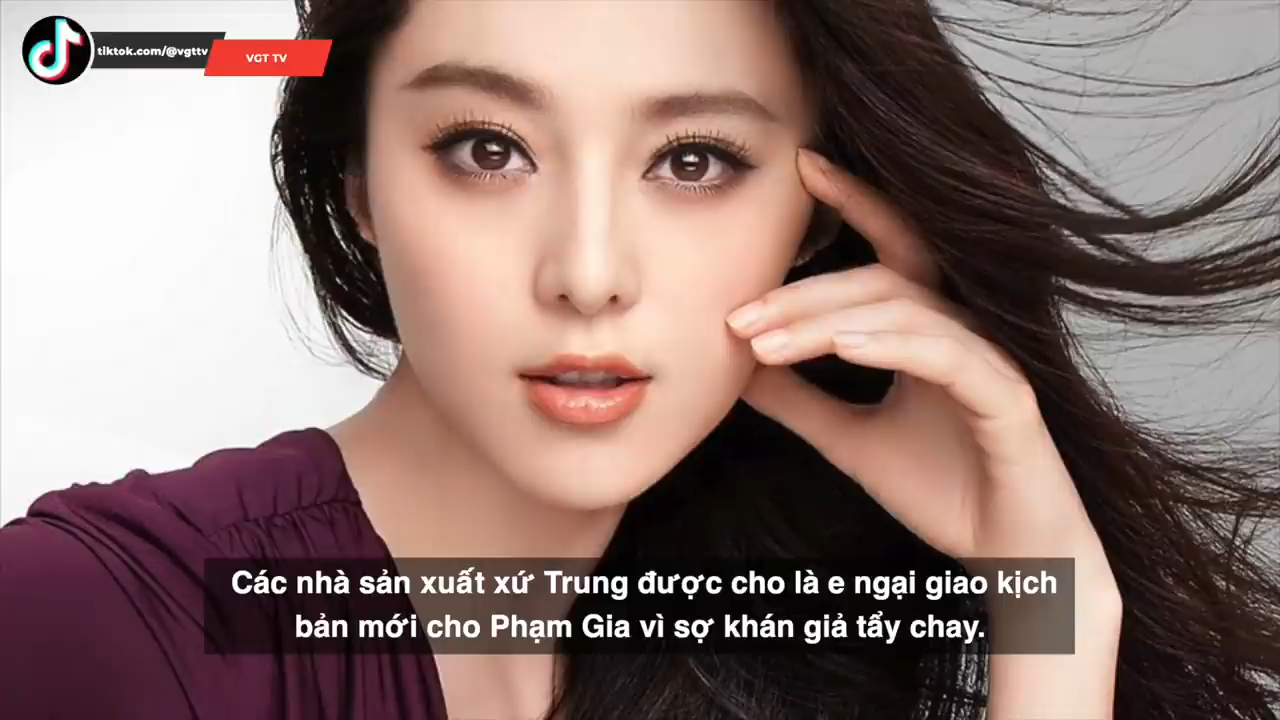 tiktok.com/@vgttv
VGT TV
Các nhà sản xuất xứ Trung được cho là e ngại giao kịch
bản mới cho Phạm Gia vì sợ khán giả tẩy chay.